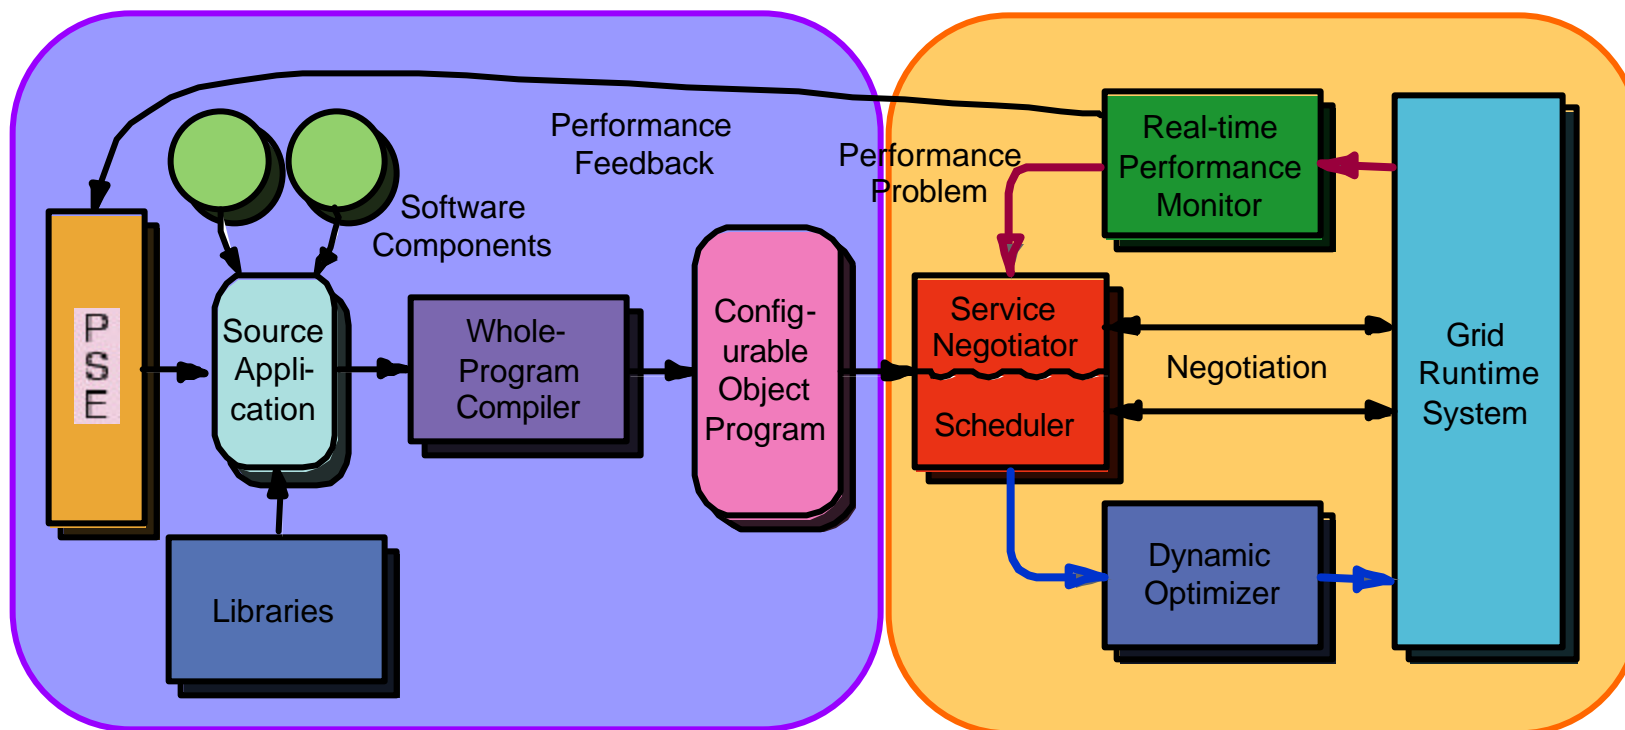 Performance
Feedback
Performance
Problem
Real-time
Performance
Monitor
Software
Components
P
S
E
Source
Appli-
cation
Whole-
Program
Compiler
Config-
urable
Object
Program
Service
Negotiator
Scheduler
Negotiation
Grid
Runtime
System
Dynamic
Optimizer
Libraries